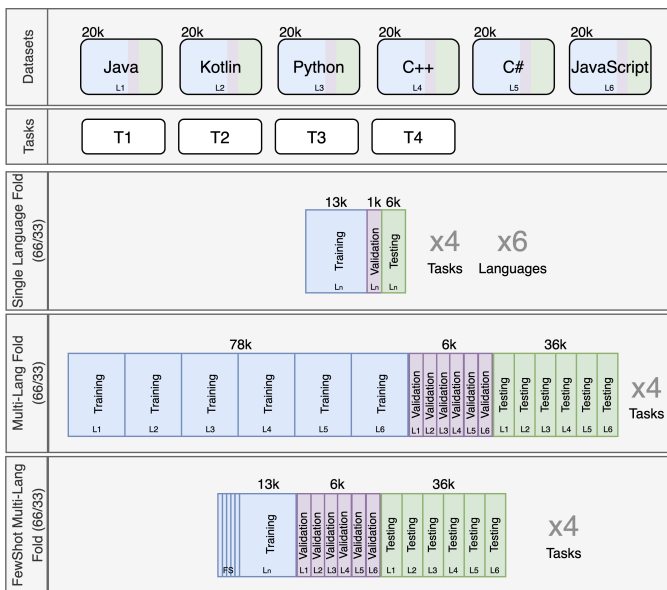 Datasets
20k 20k 20k 20k 20k 20k
Java Kotlin Python C++ C# JavaScript
L1 L2 L3 L4 L5 L6
Tasks
T1 T2 T3 T4
Single Language Fold
(66/33)
13k 1k 6k
Training Validation Testing
Ln Ln Ln
x4 x6
Tasks Languages
Multi-Lang Fold
(66/33)
78k 6k 36k
Training Training Training Training Training Training Validation Validation Validation Validation Validation Validation Testing Testing Testing Testing Testing Testing
L1 L2 L3 L4 L5 L6 L1 L2 L3 L4 L5 L6 L1 L2 L3 L4 L5 L6
x4
Tasks
FewShot Multi-Lang
Fold (66/33)
13k 6k 36k
Training Validation Validation Validation Validation Validation Validation Testing Testing Testing Testing Testing Testing
FS Ln L1 L2 L3 L4 L5 L6 L1 L2 L3 L4 L5 L6
x4
Tasks